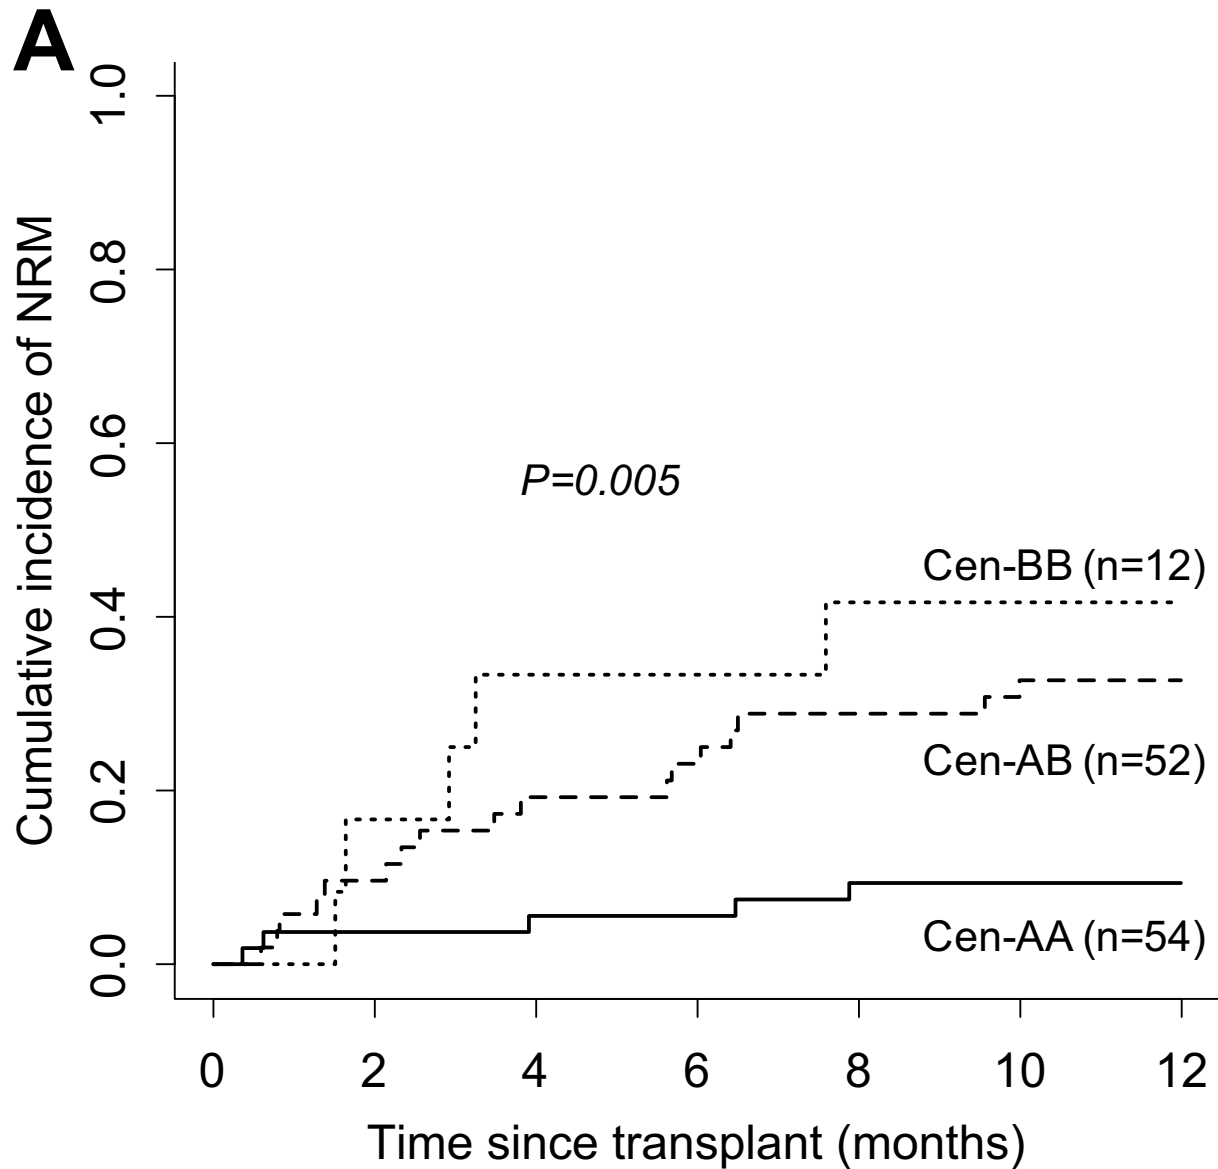 A
1.0
0.8
0.6
0.4
0.2
0.0
Cumulative incidence of NRM
P=0.005
Cen-BB (n=12)
Cen-AB (n=52)
Cen-AA (n=54)
0 2 4 6 8 10 12
Time since transplant (months)